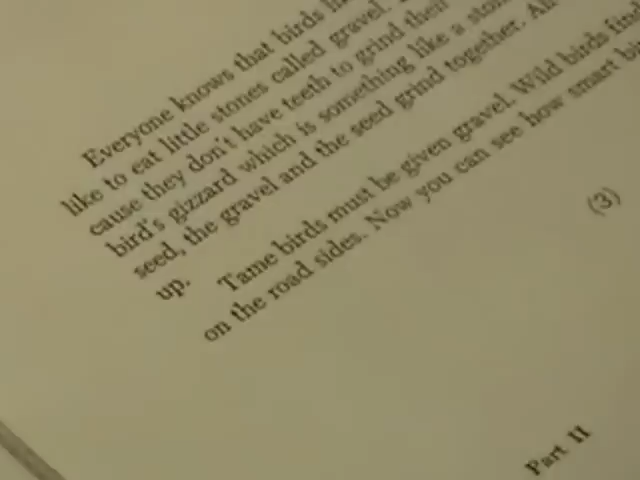 Everyone knows that birds
like to eat little stones called gravel.
cause they don't have teeth to grind their
bird's gizzard which is something like a stone
seed, the gravel and the seed grind together.
up.
Tame birds must be given gravel. Wild birds find
on the road sides. Now you can see how smart
(3)
Part II